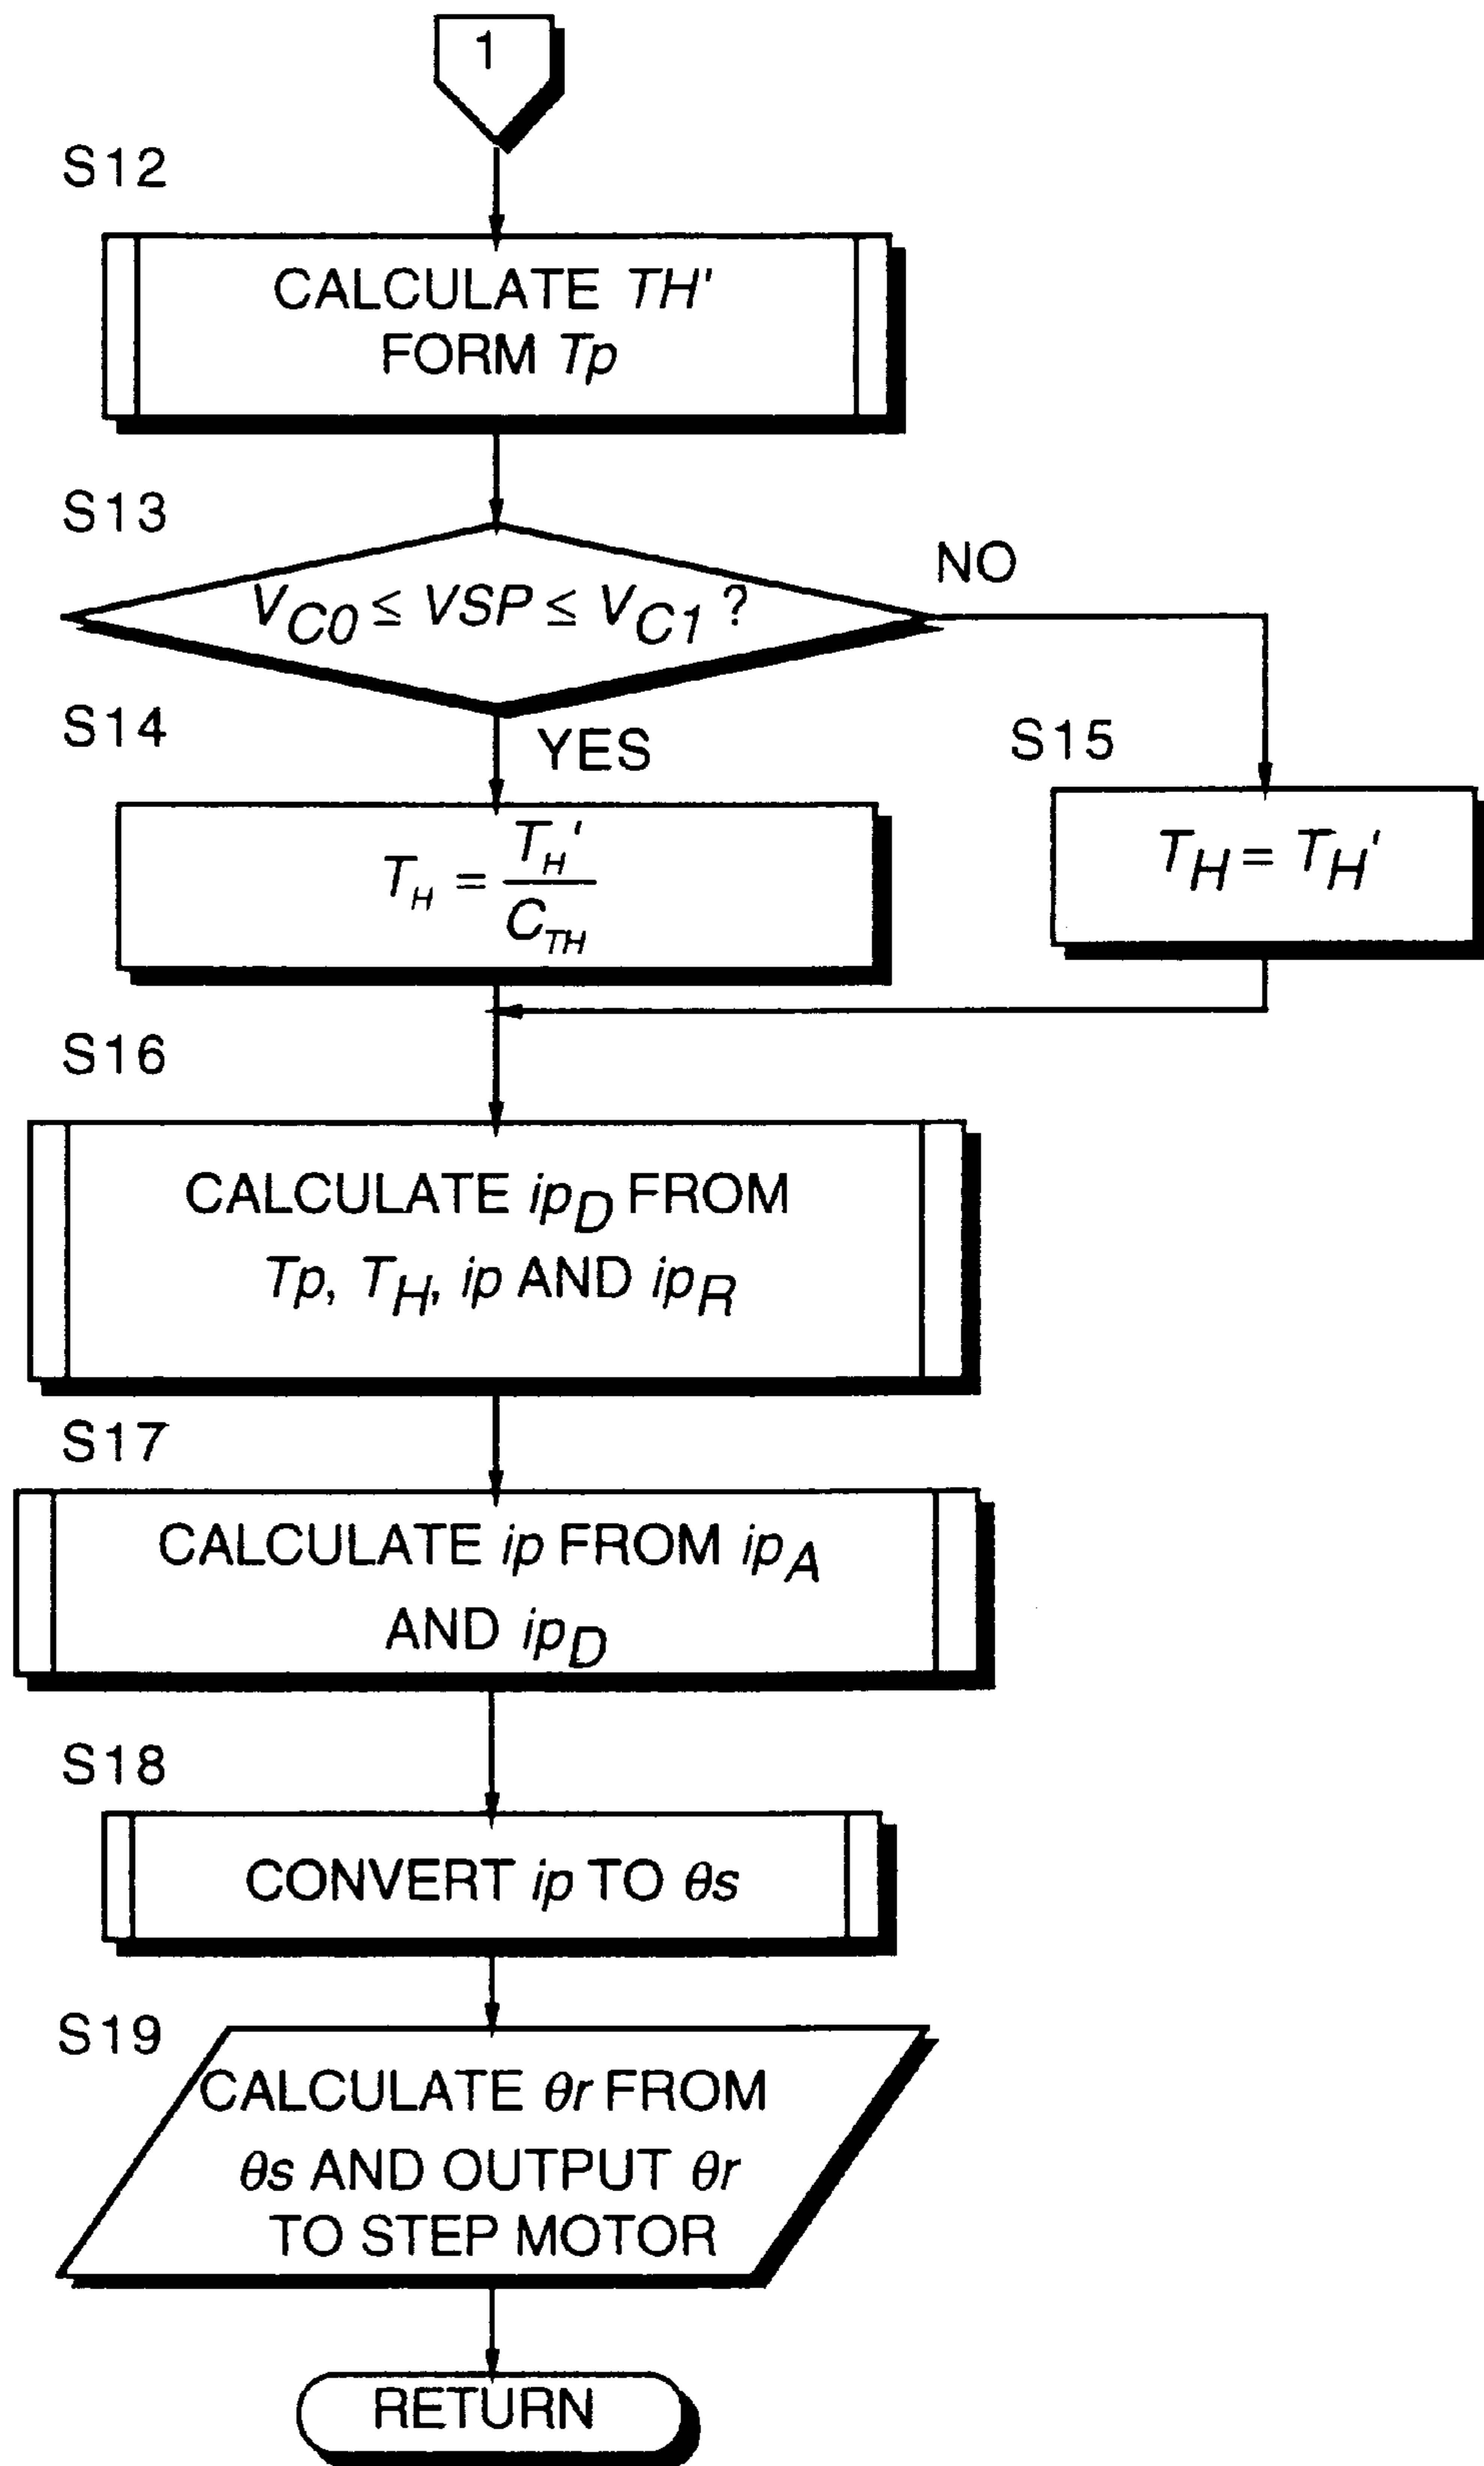 1
S12
CALCULATE TH'
FORM Tp
S13
V_C0 ≤ VSP ≤ V_C1 ?
NO
S14
YES
S15
T_H = T_H' / C_TH
T_H = T_H'
S16
CALCULATE ip_D FROM
Tp, T_H, ip AND ip_R
S17
CALCULATE ip FROM ip_A
AND ip_D
S18
CONVERT ip TO θs
S19
CALCULATE θr FROM
θs AND OUTPUT θr
TO STEP MOTOR
RETURN